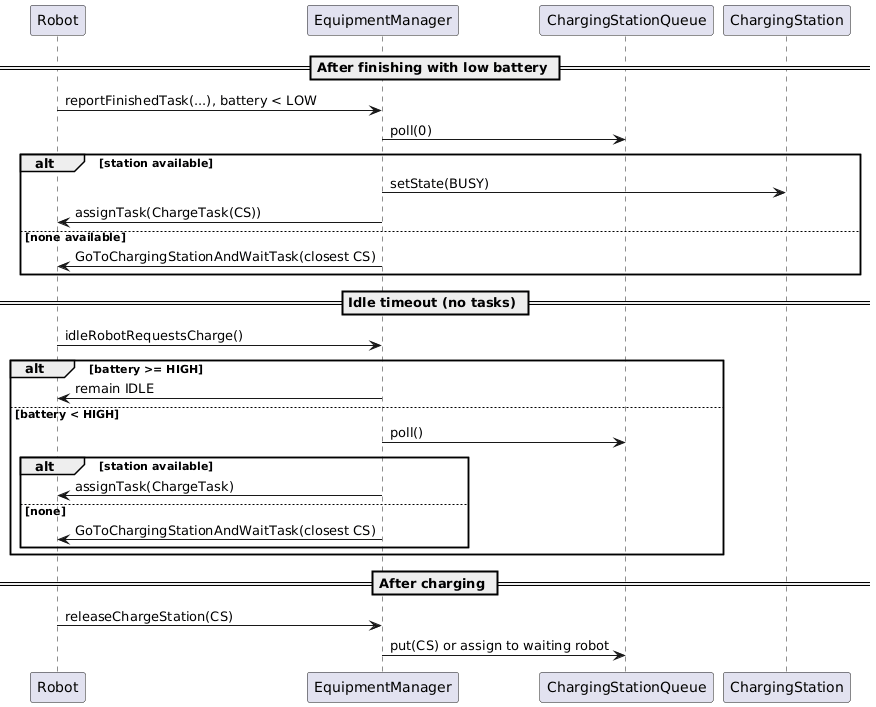 Robot EquipmentManager ChargingStationQueue ChargingStation
After finishing with low battery
reportFinishedTask(...), battery < LOW
poll(0)
alt [station available]
setState(BUSY)
assignTask(ChargeTask(CS))
[none available]
GoToChargingStationAndWaitTask(closest CS)
Idle timeout (no tasks)
idleRobotRequestsCharge()
alt [battery >= HIGH]
remain IDLE
[battery < HIGH]
poll()
alt [station available]
assignTask(ChargeTask)
[none]
GoToChargingStationAndWaitTask(closest CS)
After charging
releaseChargeStation(CS)
put(CS) or assign to waiting robot
Robot EquipmentManager ChargingStationQueue ChargingStation